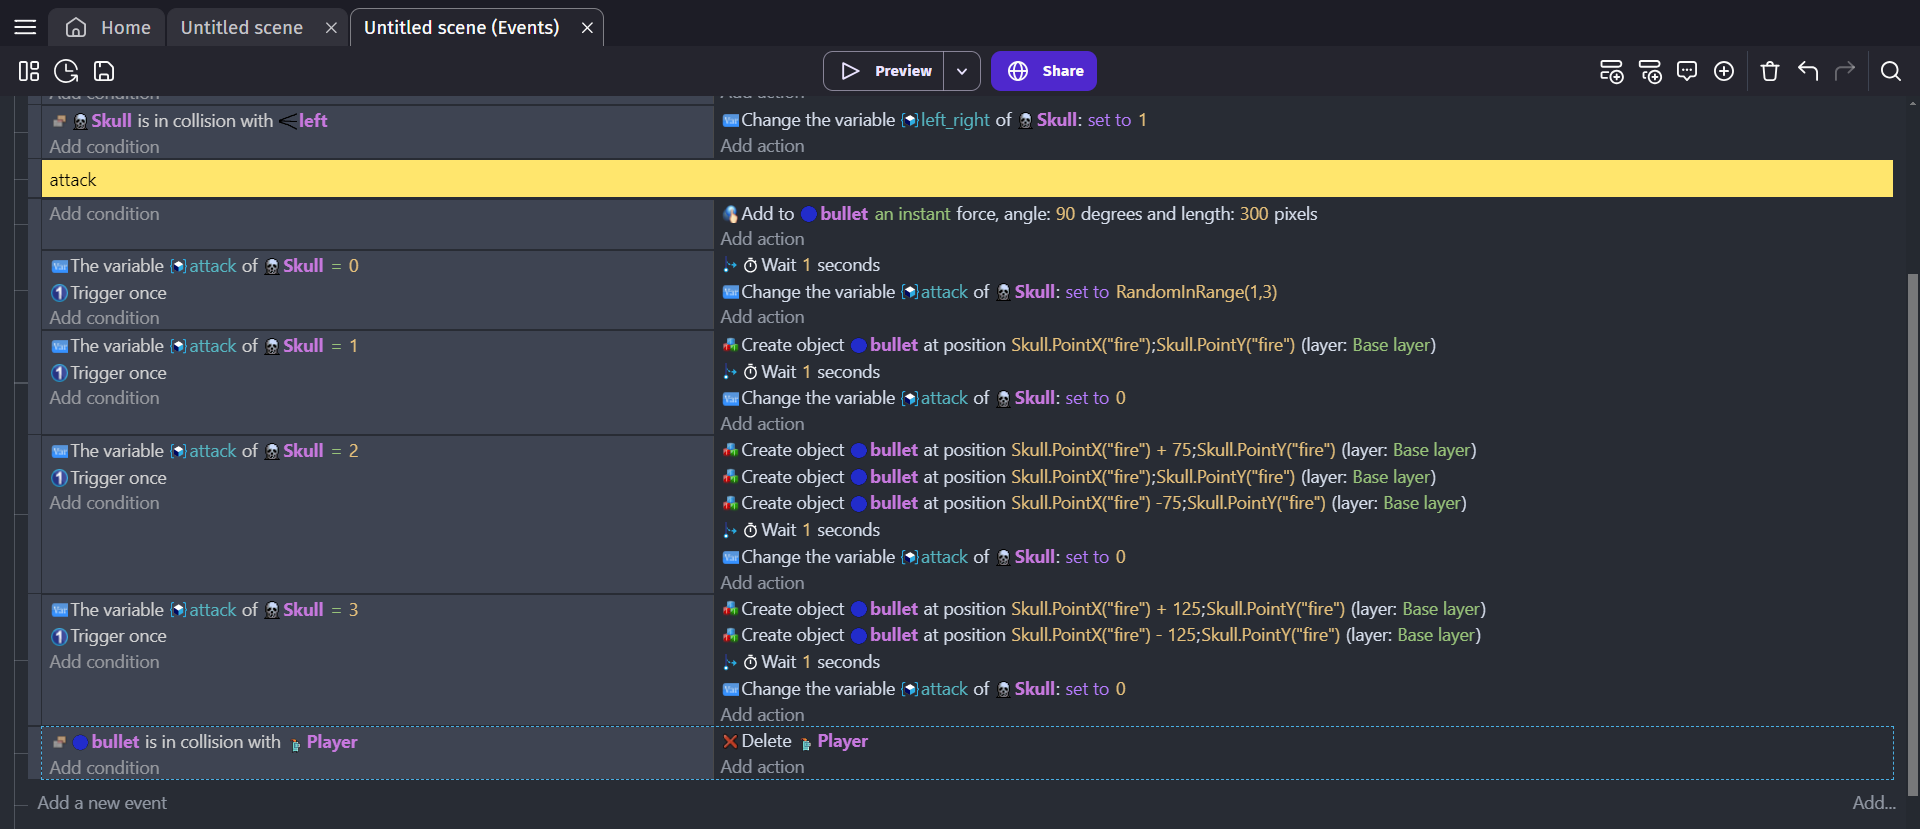 Home
Untitled scene
Untitled scene (Events)
Preview
Share
Add condition
Add action
Skull is in collision with left
Change the variable left_right of Skull: set to 1
Add condition
Add action
attack
Add condition
Add to bullet an instant force, angle: 90 degrees and length: 300 pixels
Add action
The variable attack of Skull = 0
Wait 1 seconds
Trigger once
Change the variable attack of Skull: set to RandomInRange(1,3)
Add condition
Add action
The variable attack of Skull = 1
Create object bullet at position Skull.PointX("fire");Skull.PointY("fire") (layer: Base layer)
Trigger once
Wait 1 seconds
Add condition
Change the variable attack of Skull: set to 0
Add action
The variable attack of Skull = 2
Create object bullet at position Skull.PointX("fire") + 75;Skull.PointY("fire") (layer: Base layer)
Trigger once
Create object bullet at position Skull.PointX("fire");Skull.PointY("fire") (layer: Base layer)
Add condition
Create object bullet at position Skull.PointX("fire") -75;Skull.PointY("fire") (layer: Base layer)
Wait 1 seconds
Change the variable attack of Skull: set to 0
Add action
The variable attack of Skull = 3
Create object bullet at position Skull.PointX("fire") + 125;Skull.PointY("fire") (layer: Base layer)
Trigger once
Create object bullet at position Skull.PointX("fire") - 125;Skull.PointY("fire") (layer: Base layer)
Add condition
Wait 1 seconds
Change the variable attack of Skull: set to 0
Add action
bullet is in collision with Player
Delete Player
Add condition
Add action
Add a new event
Add...